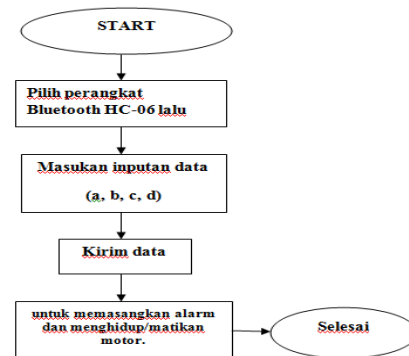 START
Pilih perangkat
Bluetooth HC-06 lalu
Masukan inputan data
(a, b, c, d)
Kirim data
untuk memasangkan alarm
dan menghidup/matikan
motor.
Selesai